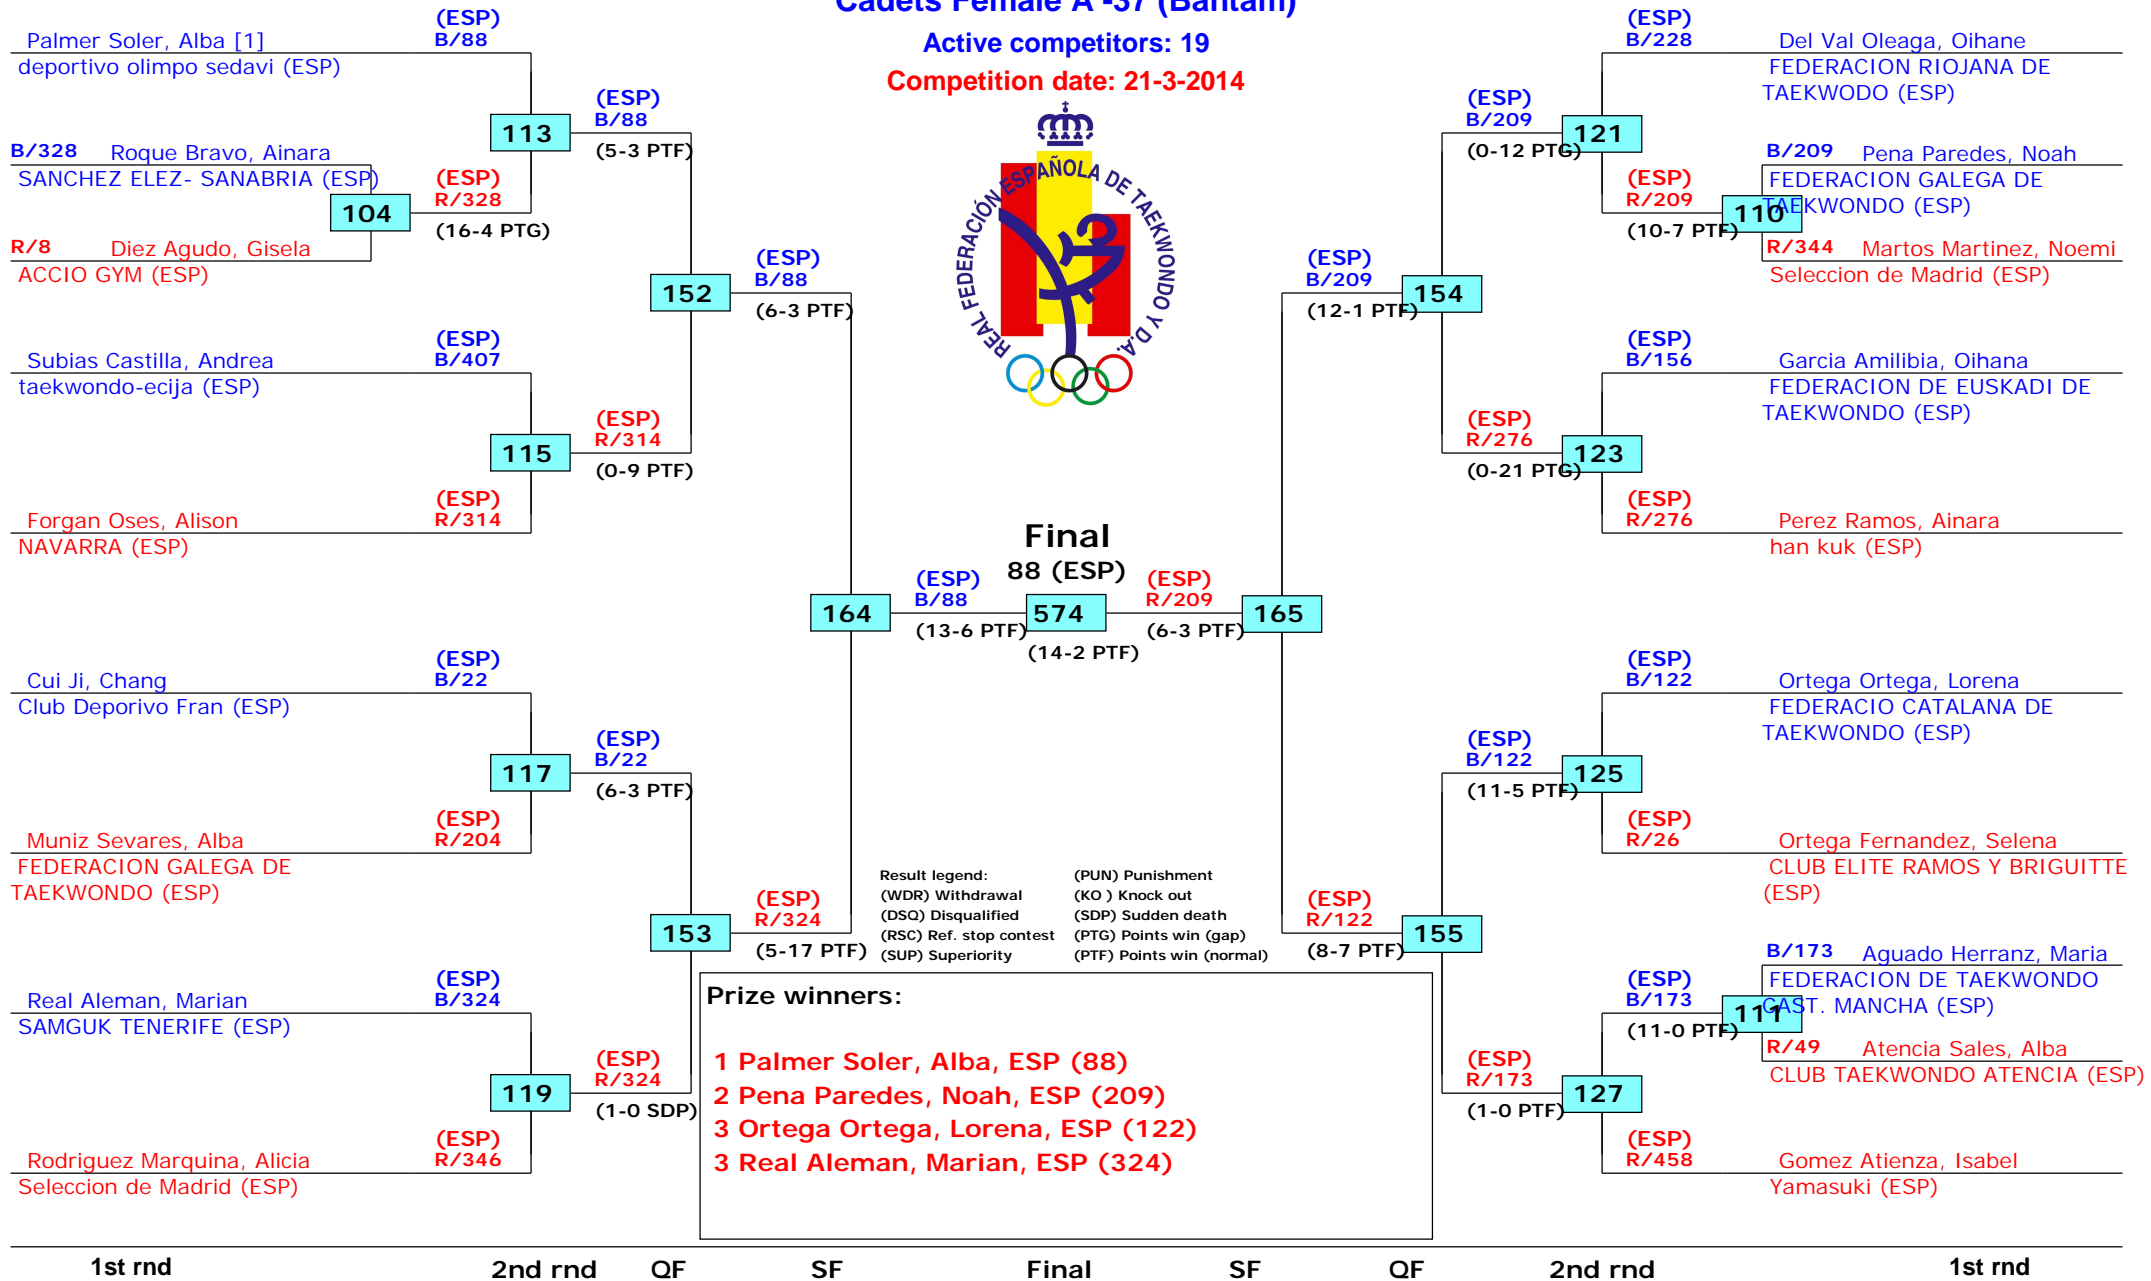 Cadets Female A -37 (Bantam)
Active competitors: 19
Competition date: 21-3-2014
REAL FEDERACIÓN ESPAÑOLA DE TAEKWONDO Y D.A.
Palmer Soler, Alba [1]
deportivo olimpo sedavi (ESP)
(ESP)
B/88
B/328 Roque Bravo, Ainara
SANCHEZ ELEZ- SANABRIA (ESP)
R/8 Diez Agudo, Gisela
ACCIO GYM (ESP)
104
(ESP)
R/328
(16-4 PTG)
113
(ESP)
B/88
(5-3 PTF)
Subias Castilla, Andrea
taekwondo-ecija (ESP)
(ESP)
B/407
Forgan Oses, Alison
NAVARRA (ESP)
(ESP)
R/314
115
(ESP)
R/314
(0-9 PTF)
152
(ESP)
B/88
(6-3 PTF)
Cui Ji, Chang
Club Deporivo Fran (ESP)
(ESP)
B/22
Muniz Sevares, Alba
FEDERACION GALEGA DE
TAEKWONDO (ESP)
(ESP)
R/204
117
(ESP)
B/22
(6-3 PTF)
Real Aleman, Marian
SAMGUK TENERIFE (ESP)
(ESP)
B/324
Rodriguez Marquina, Alicia
Seleccion de Madrid (ESP)
(ESP)
R/346
119
(ESP)
R/324
(1-0 SDP)
153
(ESP)
R/324
(5-17 PTF)
164
(ESP)
B/88
(13-6 PTF)
Final
88 (ESP)
574
(14-2 PTF)
(ESP)
R/209
(6-3 PTF)
165
(ESP)
B/209
(12-1 PTF)
154
(ESP)
B/209
(0-12 PTG)
121
(ESP)
B/228
Del Val Oleaga, Oihane
FEDERACION RIOJANA DE
TAEKWODO (ESP)
(ESP)
R/209
(10-7 PTF)
110
B/209 Pena Paredes, Noah
FEDERACION GALEGA DE
TAEKWONDO (ESP)
R/344 Martos Martinez, Noemi
Seleccion de Madrid (ESP)
(ESP)
R/276
(0-21 PTG)
123
(ESP)
B/156
Garcia Amilibia, Oihana
FEDERACION DE EUSKADI DE
TAEKWONDO (ESP)
(ESP)
R/276
Perez Ramos, Ainara
han kuk (ESP)
(ESP)
R/122
(8-7 PTF)
155
(ESP)
B/122
(11-5 PTF)
125
(ESP)
B/122
Ortega Ortega, Lorena
FEDERACIO CATALANA DE
TAEKWONDO (ESP)
(ESP)
R/26
Ortega Fernandez, Selena
CLUB ELITE RAMOS Y BRIGUITTE
(ESP)
(ESP)
R/173
(1-0 PTF)
127
(ESP)
B/173
(11-0 PTF)
111
B/173 Aguado Herranz, Maria
FEDERACION DE TAEKWONDO
CAST. MANCHA (ESP)
R/49 Atencia Sales, Alba
CLUB TAEKWONDO ATENCIA (ESP)
(ESP)
R/458
Gomez Atienza, Isabel
Yamasuki (ESP)
Result legend: (PUN) Punishment
(WDR) Withdrawal (KO ) Knock out
(DSQ) Disqualified (SDP) Sudden death
(RSC) Ref. stop contest (PTG) Points win (gap)
(SUP) Superiority (PTF) Points win (normal)
Prize winners:
1 Palmer Soler, Alba, ESP (88)
2 Pena Paredes, Noah, ESP (209)
3 Ortega Ortega, Lorena, ESP (122)
3 Real Aleman, Marian, ESP (324)
1st rnd 2nd rnd QF SF Final SF QF 2nd rnd 1st rnd